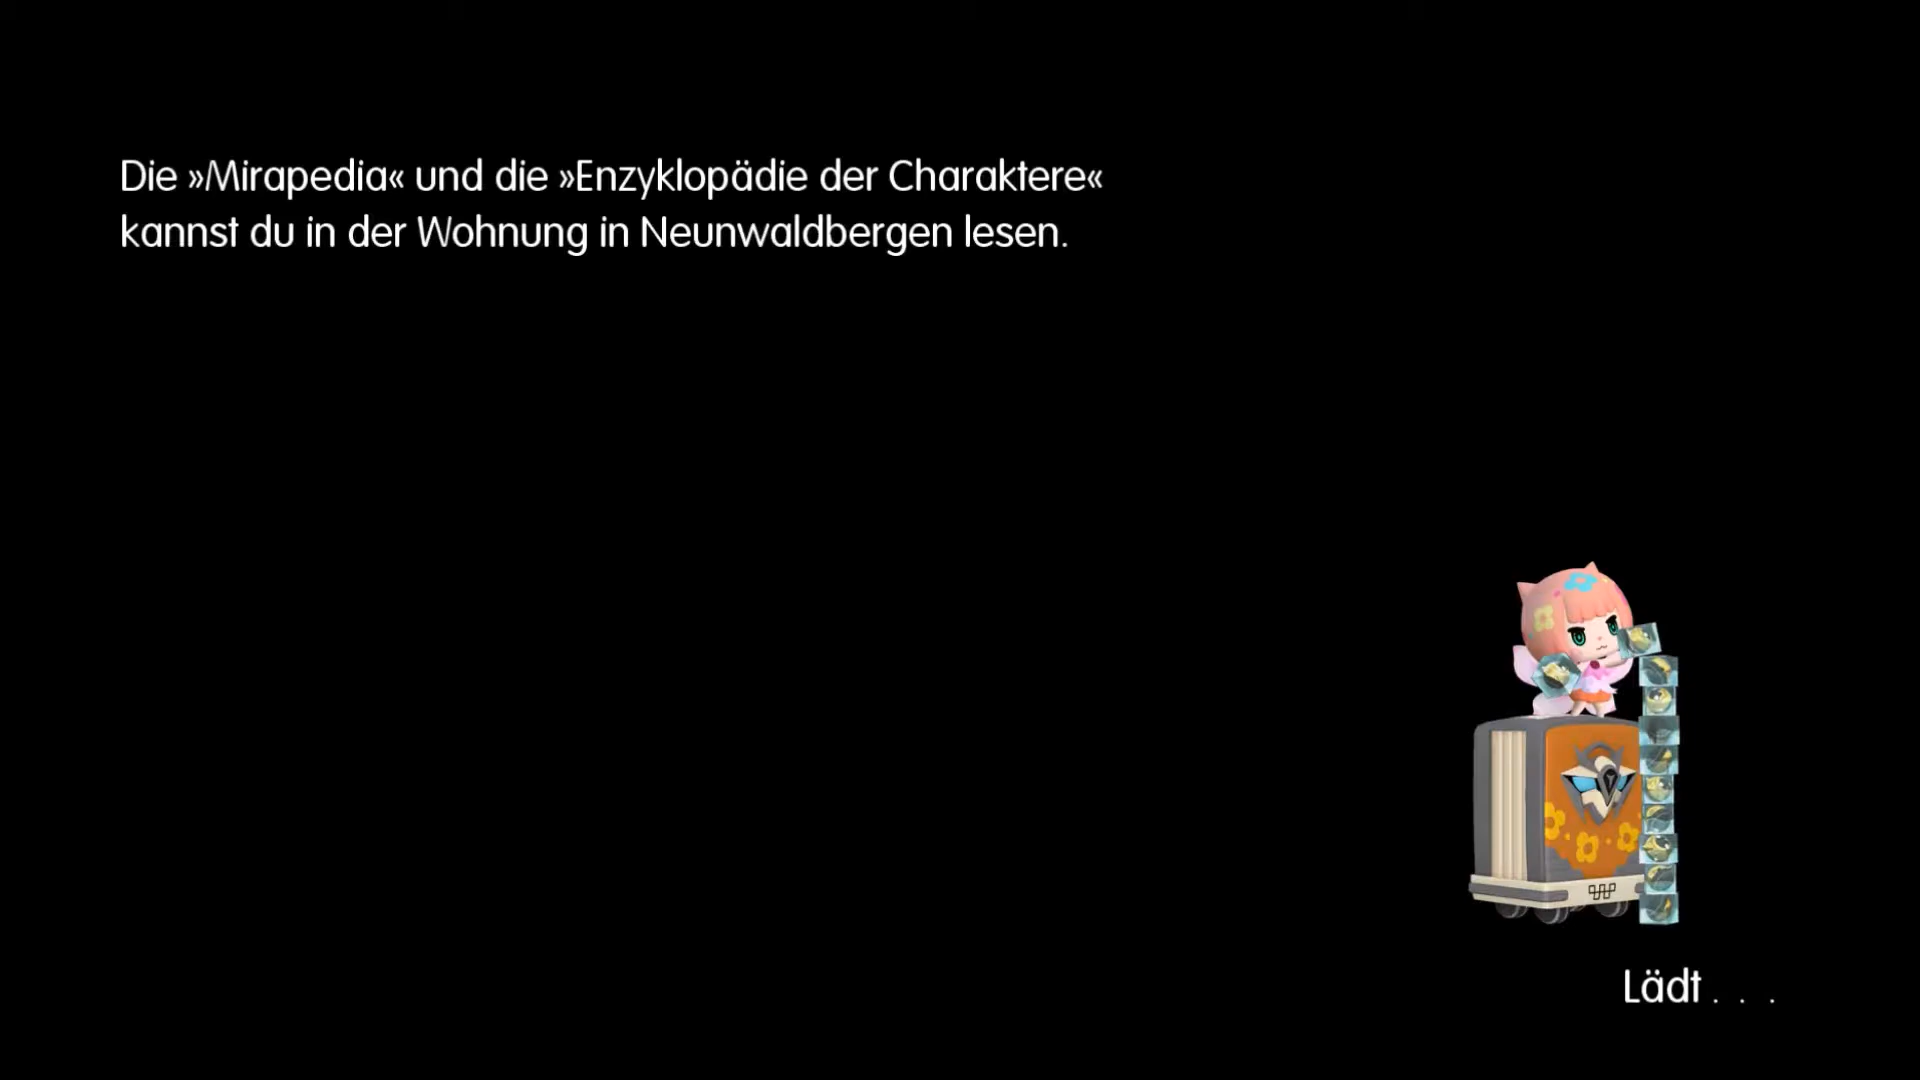 Die »Mirapedia« und die »Enzyklopädie der Charaktere«
kannst du in der Wohnung in Neunwaldbergen lesen.
Lädt . . .